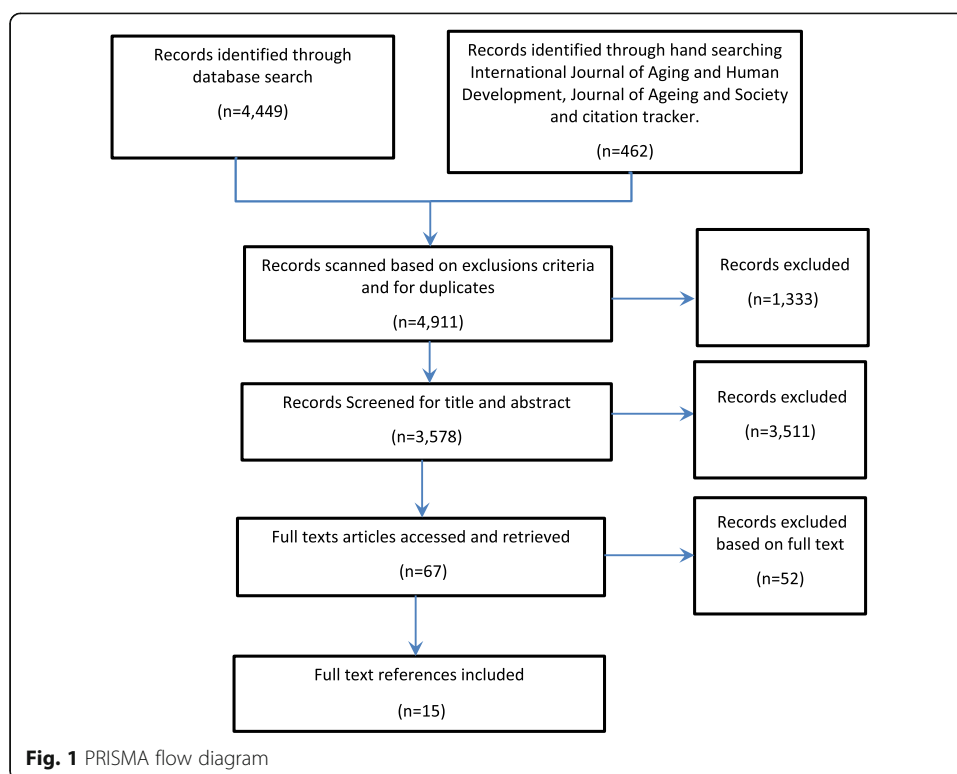 Records identified through
database search
(n=4,449)
Records identified through hand searching
International Journal of Aging and Human
Development, Journal of Ageing and Society
and citation tracker.
(n=462)
Records scanned based on exclusions criteria
and for duplicates
(n=4,911)
Records excluded
(n=1,333)
Records Screened for title and abstract
(n=3,578)
Records excluded
(n=3,511)
Full texts articles accessed and retrieved
(n=67)
Records excluded
based on full text
(n=52)
Full text references included
(n=15)
Fig. 1 PRISMA flow diagram